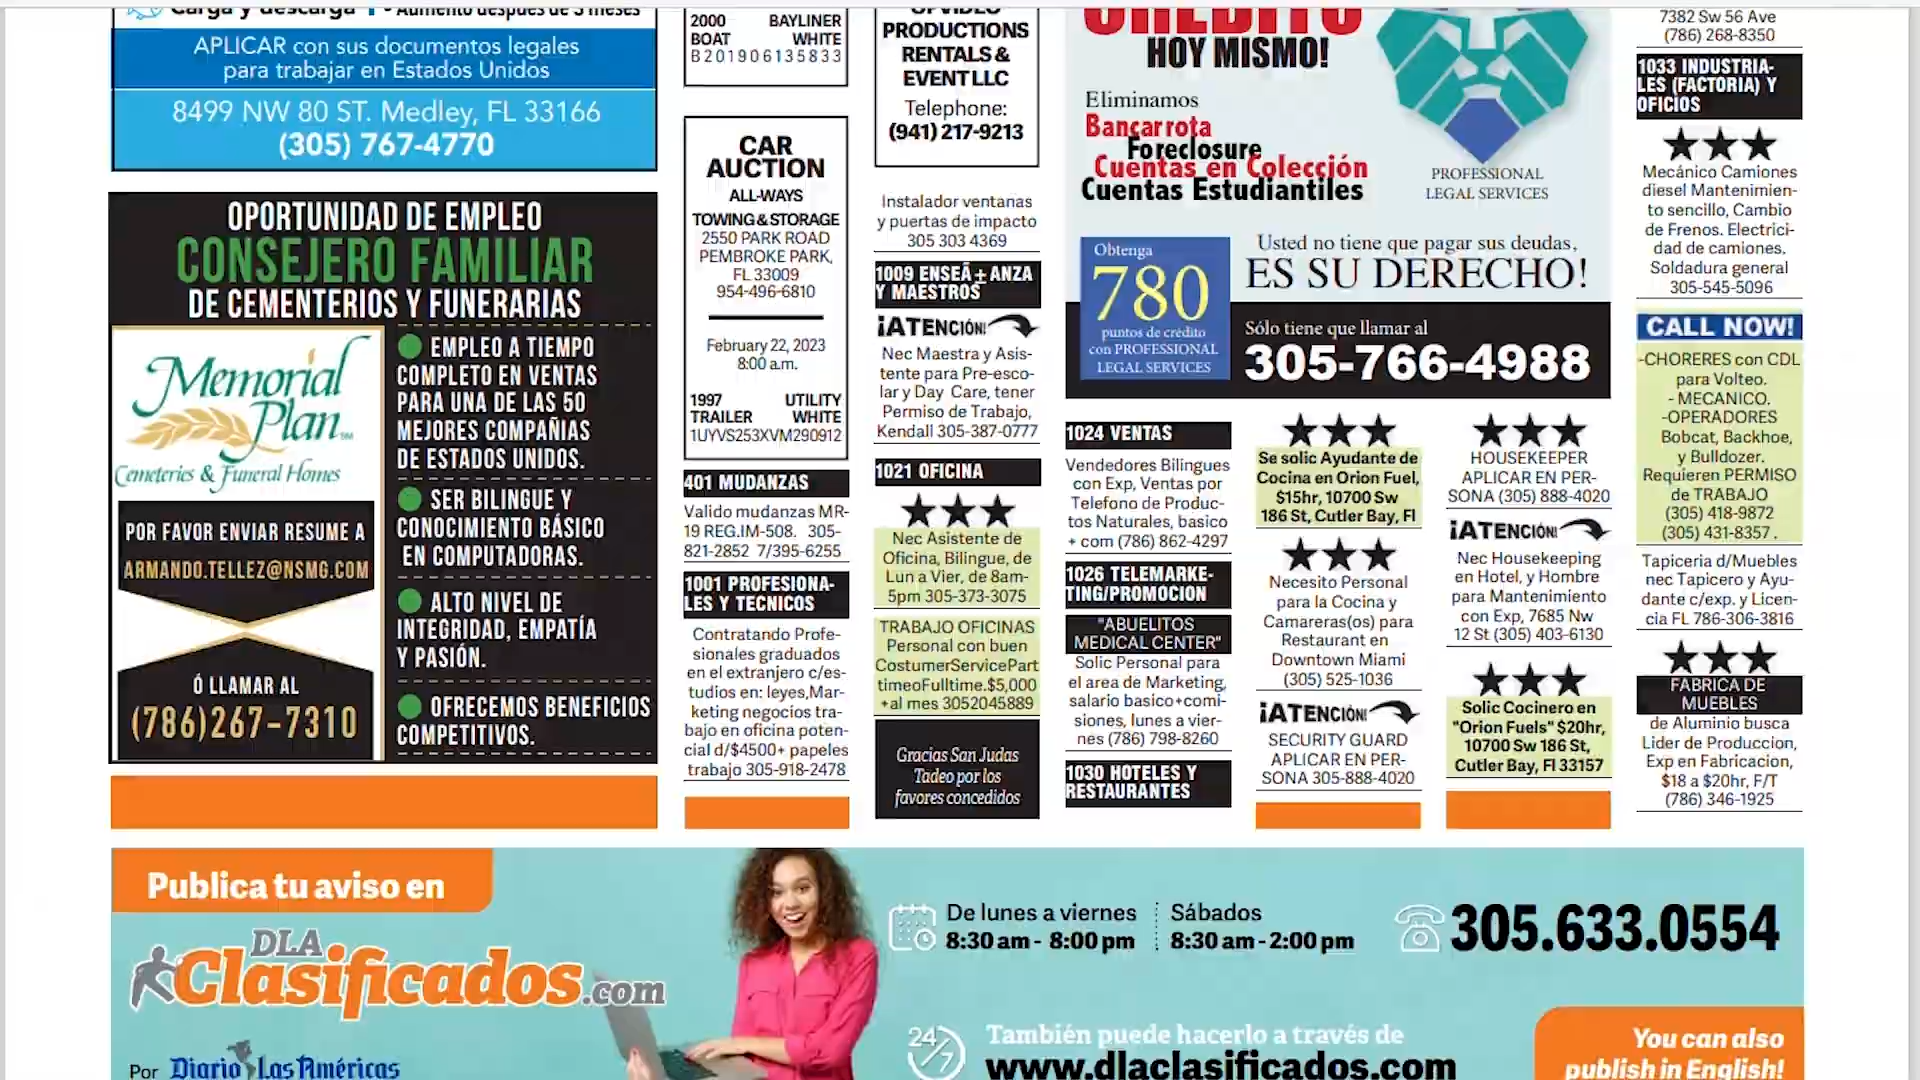 Carga y descarga
- Aumento después de 3 meses
APLICAR con sus documentos legales
para trabajar en Estados Unidos
8499 NW 80 ST. Medley, FL 33166
(305) 767-4770
OPORTUNIDAD DE EMPLEO
CONSEJERO FAMILIAR
DE CEMENTERIOS Y FUNERARIAS
Memorial
Plan
Cemeteries & Funeral Homes
POR FAVOR ENVIAR RESUME A
ARMANDO.TELLEZ@NSMG.COM
Ó LLAMAR AL
(786)267-7310
EMPLEO A TIEMPO
COMPLETO EN VENTAS
PARA UNA DE LAS 50
MEJORES COMPAÑIAS
DE ESTADOS UNIDOS.
SER BILINGUE Y
CONOCIMIENTO BÁSICO
EN COMPUTADORAS.
ALTO NIVEL DE
INTEGRIDAD, EMPATÍA
Y PASIÓN.
OFRECEMOS BENEFICIOS
COMPETITIVOS.
2000 BAYLINER
BOAT WHITE
B201906135833
CAR
AUCTION
ALL-WAYS
TOWING & STORAGE
2550 PARK ROAD
PEMBROKE PARK,
FL 33009
954-496-6810
February 22, 2023
8:00 a.m.
1997 UTILITY
TRAILER WHITE
1UYVS253XVM290912
401 MUDANZAS
Valido mudanzas MR-
19 REG.IM-508. 305-
821-2852 7/395-6255
1001 PROFESIONA-
LES Y TECNICOS
Contratando Profe-
sionales graduados
en el extranjero c/es-
tudios en: leyes,Mar-
keting negocios tra-
bajo en oficina poten-
cial d/$4500+ papeles
trabajo 305-918-2478
PRODUCTIONS
RENTALS &
EVENT LLC
Telephone:
(941) 217-9213
Instalador ventanas
y puertas de impacto
305 303 4369
1009 ENSEÃ±ANZA
Y MAESTROS
¡ATENCIÓN!
Nec Maestra y Asis-
tente para Pre-esco-
lar y Day Care, tener
Permiso de Trabajo,
Kendall 305-387-0777
1021 OFICINA
Nec Asistente de
Oficina, Bilingue, de
Lun a Vier, de 8am-
5pm 305-373-3075
TRABAJO OFICINAS
Personal con buen
CostumerServicePart
timeoFulltime.$5,000
+al mes 3052045889
Gracias San Judas
Tadeo por los
favores concedidos
CRÉDITO
HOY MISMO!
Eliminamos
Bancarrota
Foreclosure
Cuentas en Colección
Cuentas Estudiantiles
PROFESSIONAL
LEGAL SERVICES
Obtenga
780
puntos de crédito
con PROFESSIONAL
LEGAL SERVICES
Usted no tiene que pagar sus deudas,
ES SU DERECHO!
Sólo tiene que llamar al
305-766-4988
1024 VENTAS
Vendedores Bilingues
con Exp, Ventas por
Telefono de Produc-
tos Naturales, basico
+ com (786) 862-4297
1026 TELEMARKE-
TING/PROMOCION
"ABUELITOS
MEDICAL CENTER"
Solic Personal para
el area de Marketing,
salario basico+comi-
siones, lunes a vier-
nes (786) 798-8260
1030 HOTELES Y
RESTAURANTES
Se solic Ayudante de
Cocina en Orion Fuel,
$15hr, 10700 Sw
186 St, Cutler Bay, Fl
Necesito Personal
para la Cocina y
Camareras(os) para
Restaurant en
Downtown Miami
(305) 525-1036
¡ATENCIÓN!
SECURITY GUARD
APLICAR EN PER-
SONA 305-888-4020
HOUSEKEEPER
APLICAR EN PER-
SONA (305) 888-4020
¡ATENCIÓN!
Nec Housekeeping
en Hotel, y Hombre
para Mantenimiento
con Exp, 7685 Nw
12 St (305) 403-6130
Solic Cocinero en
"Orion Fuels" $20hr,
10700 Sw 186 St,
Cutler Bay, Fl 33157
7382 Sw 56 Ave
(786) 268-8350
1033 INDUSTRIA-
LES (FACTORIA) Y
OFICIOS
Mecánico Camiones
diesel Mantenimien-
to sencillo, Cambio
de Frenos. Electrici-
dad de camiones.
Soldadura general
305-545-5096
CALL NOW!
-CHORERES con CDL
para Volteo.
- MECANICO.
-OPERADORES
Bobcat, Backhoe,
y Bulldozer.
Requieren PERMISO
de TRABAJO
(305) 418-9872
(305) 431-8357 .
Tapiceria d/Muebles
nec Tapicero y Ayu-
dante c/exp. y Licen-
cia FL 786-306-3816
FABRICA DE
MUEBLES
de Aluminio busca
Lider de Produccion,
Exp en Fabricacion,
$18 a $20hr, F/T
(786) 346-1925
Publica tu aviso en
DLA
Clasificados.com
Por Diario Las Américas
De lunes a viernes
8:30 am - 8:00 pm
Sábados
8:30 am - 2:00 pm
305.633.0554
24/7
También puede hacerlo a través de
www.dlaclasificados.com
You can also
publish in English!